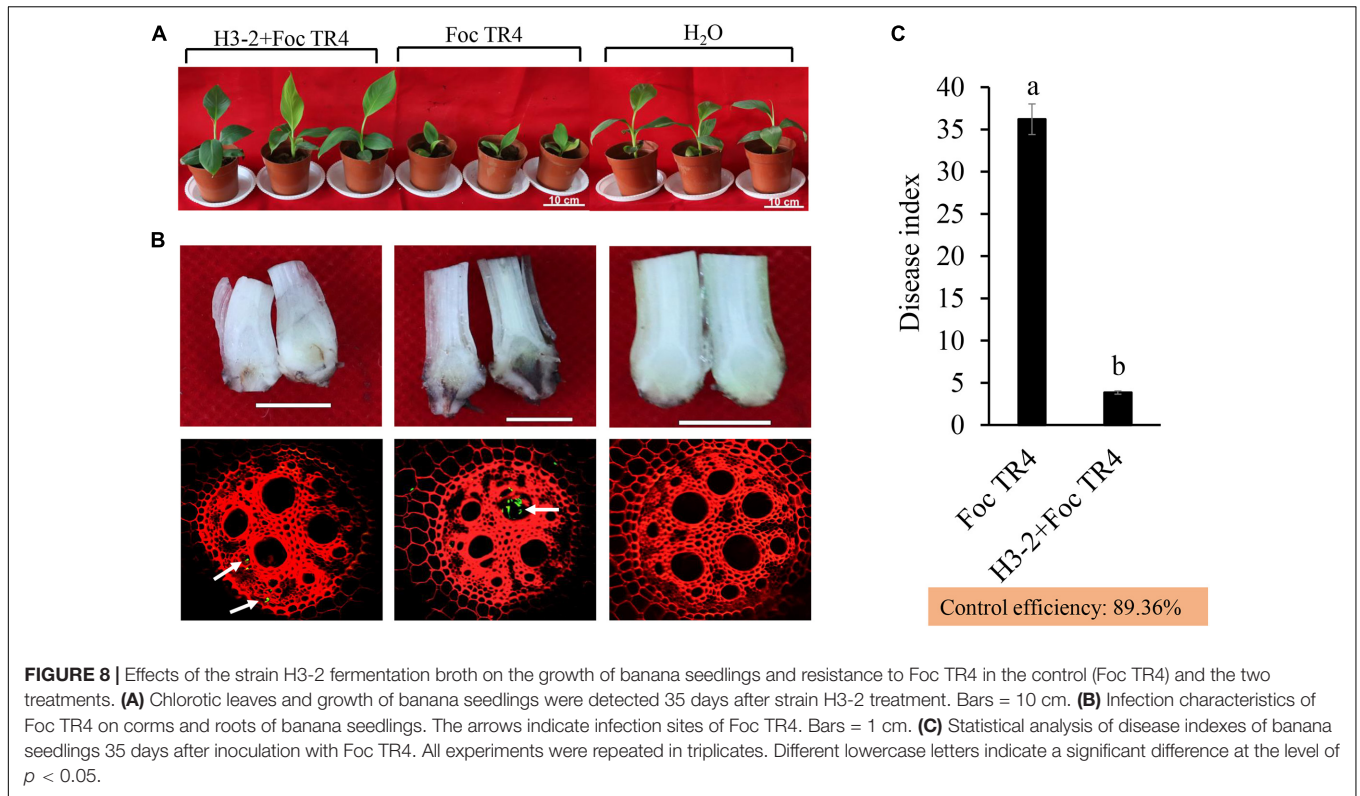 A
H3-2+Foc TR4
Foc TR4
H₂O
10 cm
10 cm
B
C
Disease index
40
35
30
25
20
15
10
5
0
a
b
Foc TR4
H3-2+Foc TR4
Control efficiency: 89.36%
FIGURE 8 | Effects of the strain H3-2 fermentation broth on the growth of banana seedlings and resistance to Foc TR4 in the control (Foc TR4) and the two
treatments. (A) Chlorotic leaves and growth of banana seedlings were detected 35 days after strain H3-2 treatment. Bars = 10 cm. (B) Infection characteristics of
Foc TR4 on corms and roots of banana seedlings. The arrows indicate infection sites of Foc TR4. Bars = 1 cm. (C) Statistical analysis of disease indexes of banana
seedlings 35 days after inoculation with Foc TR4. All experiments were repeated in triplicates. Different lowercase letters indicate a significant difference at the level of
p < 0.05.